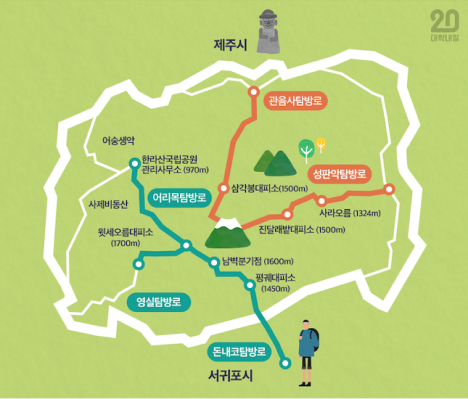 20
대학내일
제주시
관음사탐방로
어승생악
한라산국립공원
관리사무소 (970m)
성판악탐방로
어리목탐방로
삼각봉대피소(1500m)
사제비동산
사라오름 (1324m)
윗세오름대피소
(1700m)
진달래밭대피소 (1500m)
남벽분기점 (1600m)
평궤대피소
(1450m)
영실탐방로
돈내코탐방로
서귀포시